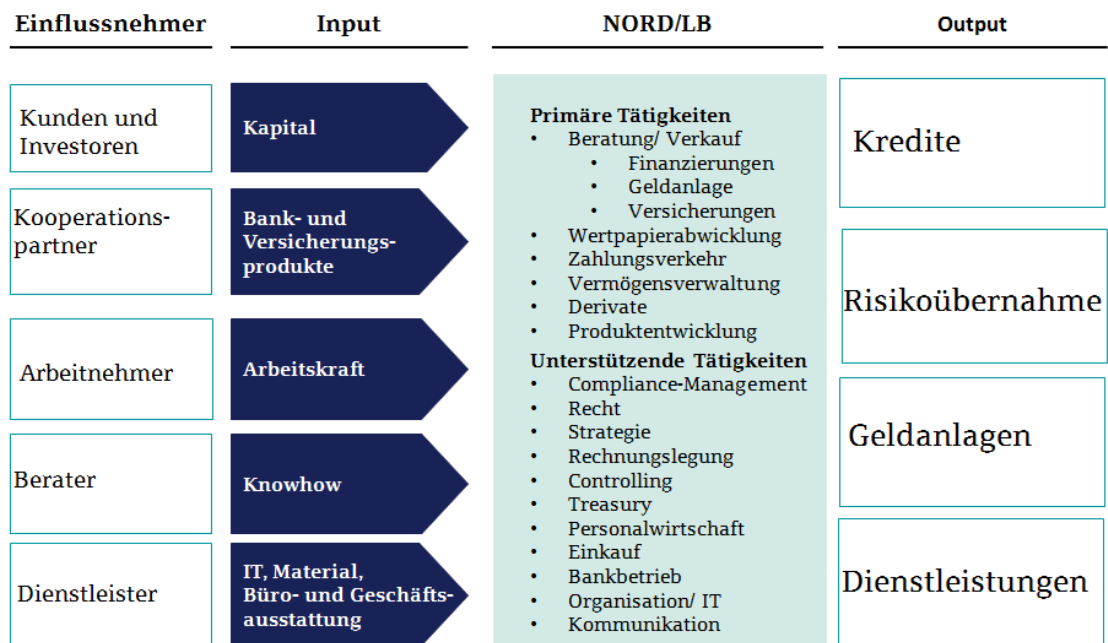 Einflussnehmer
Input
NORD/LB
Output
Kunden und
Investoren
Kooperations-
partner
Arbeitnehmer
Berater
Dienstleister
Kapital
Bank- und
Versicherungs-
produkte
Arbeitskraft
Knowhow
IT, Material,
Büro- und Geschäfts-
ausstattung
Primäre Tätigkeiten
• Beratung/ Verkauf
• Finanzierungen
• Geldanlage
• Versicherungen
• Wertpapierabwicklung
• Zahlungsverkehr
• Vermögensverwaltung
• Derivate
• Produktentwicklung
Unterstützende Tätigkeiten
• Compliance-Management
• Recht
• Strategie
• Rechnungslegung
• Controlling
• Treasury
• Personalwirtschaft
• Einkauf
• Bankbetrieb
• Organisation/ IT
• Kommunikation
Kredite
Risikoübernahme
Geldanlagen
Dienstleistungen